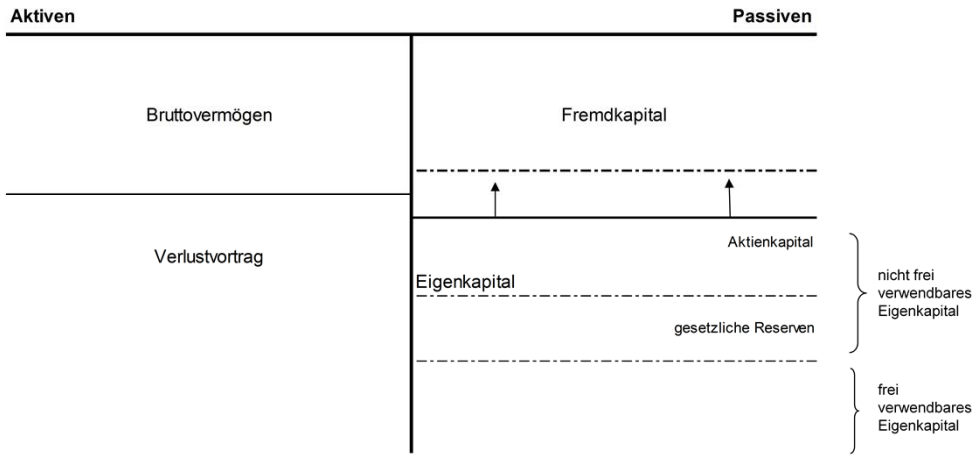 Aktiven
Passiven
Bruttovermögen
Fremdkapital
Verlustvortrag
Aktienkapital
Eigenkapital
gesetzliche Reserven
nicht frei
verwendbares
Eigenkapital
frei
verwendbares
Eigenkapital